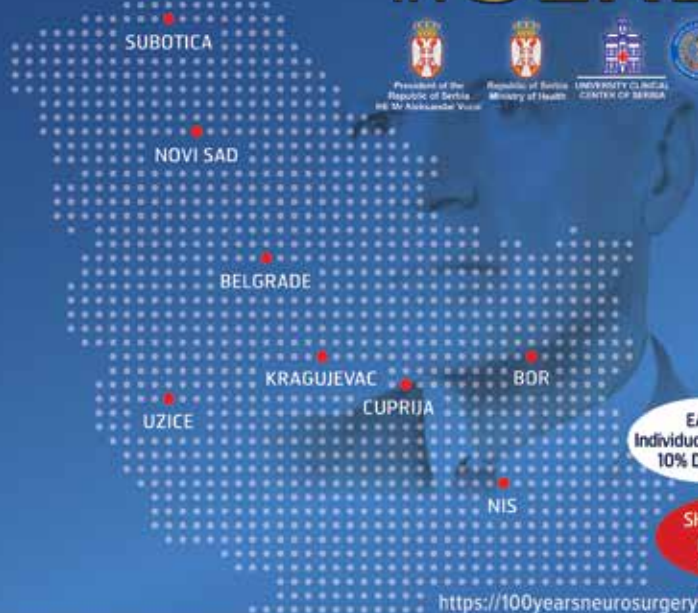 SUBOTICA
President of the
Republic of Serbia
Republic of Serbia
Ministry of Health
UNIVERSITY CLINICAL
CENTER OF SERBIA
NOVI SAD
BELGRADE
KRAGUJEVAC
BOR
CUPRIJA
UZICE
10% D
NIS
https://100yearsneurosurgery